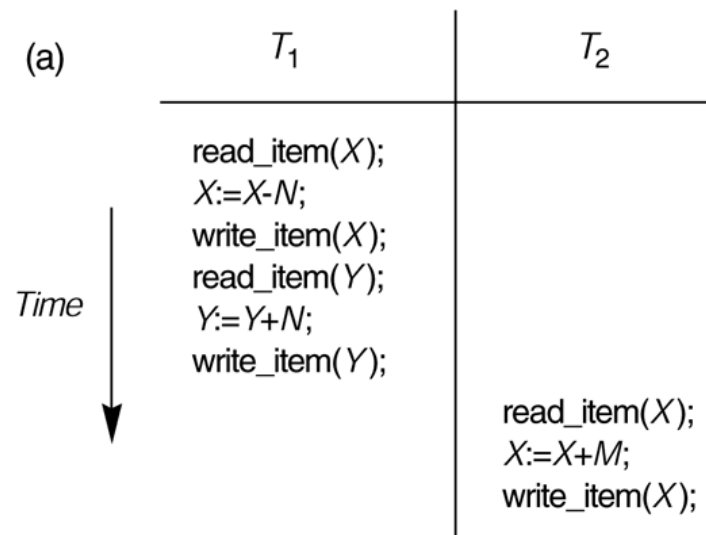 (a) T1 T2
read_item(X);
X:=X-N;
write_item(X);
read_item(Y);
Time
Y:=Y+N;
write_item(Y);
read_item(X);
X:=X+M;
write_item(X);